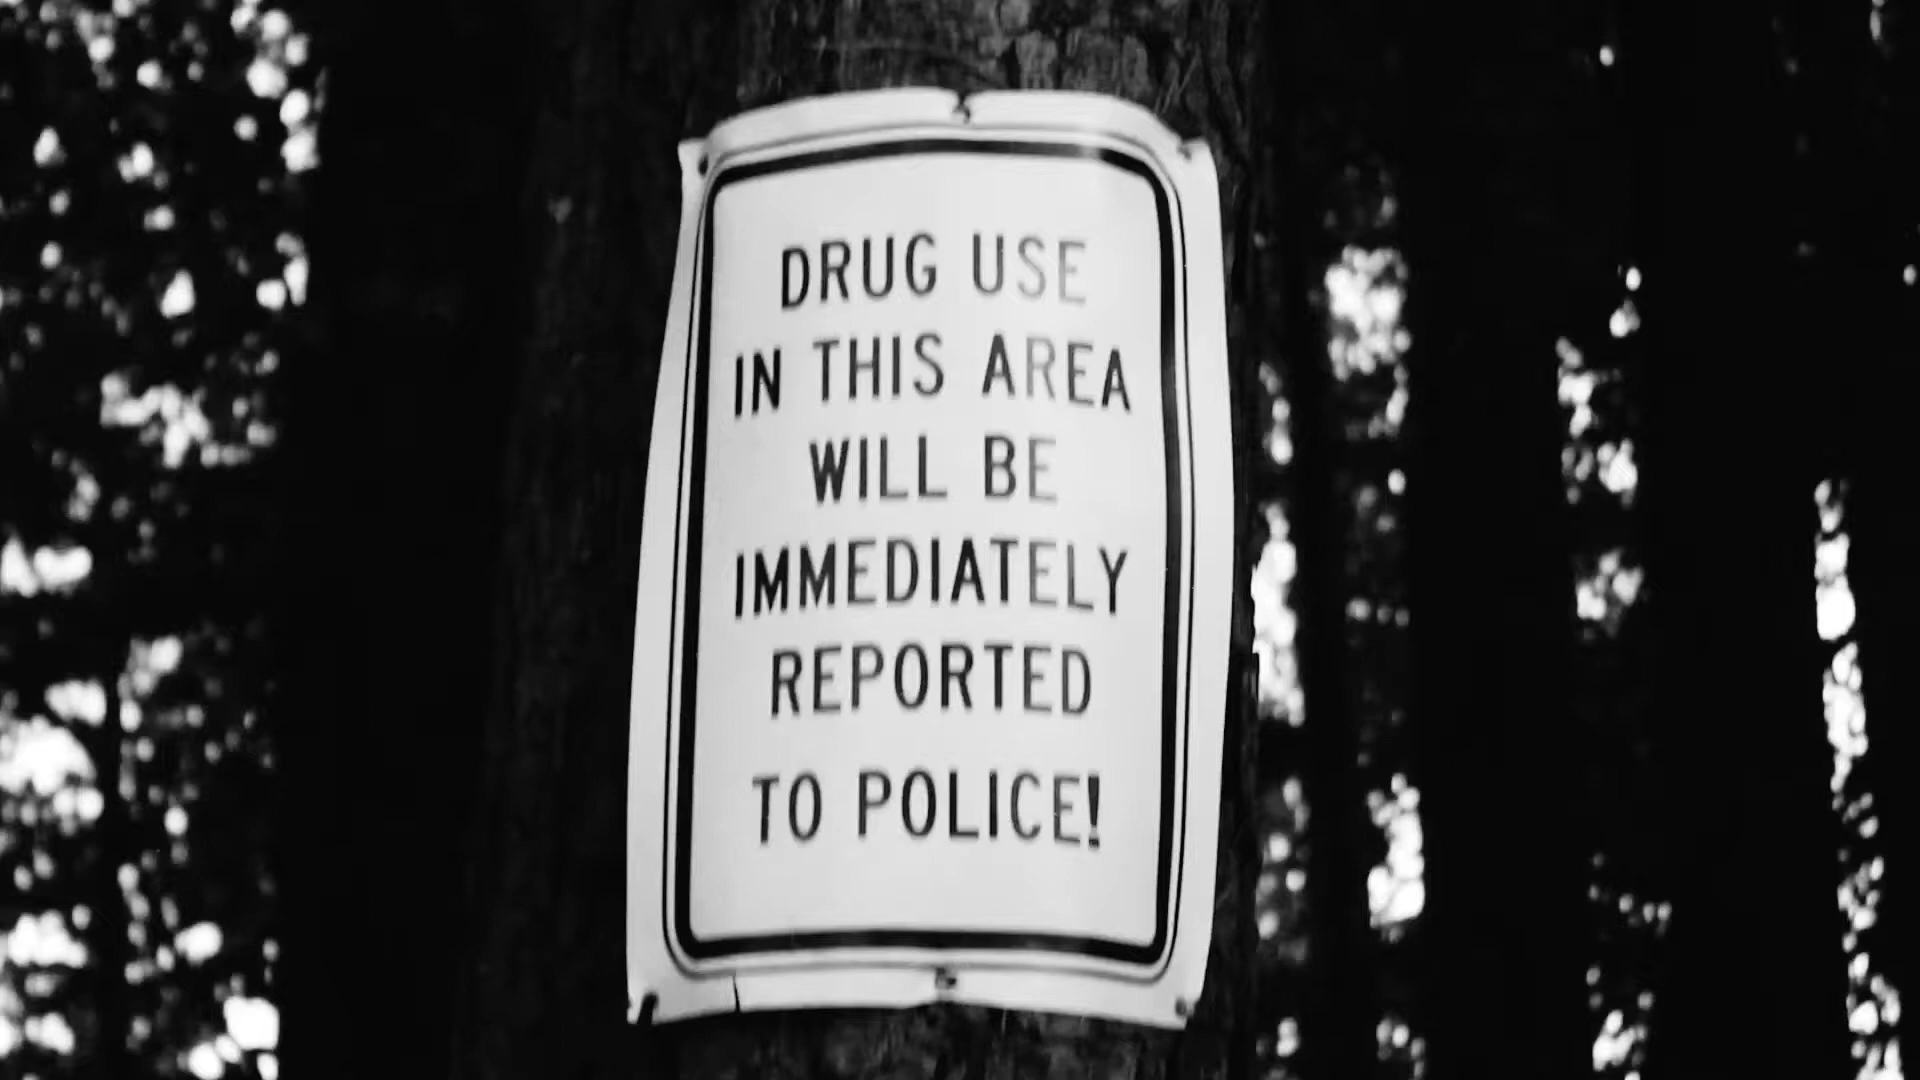 DRUG USE
IN THIS AREA
WILL BE
IMMEDIATELY
REPORTED
TO POLICE!